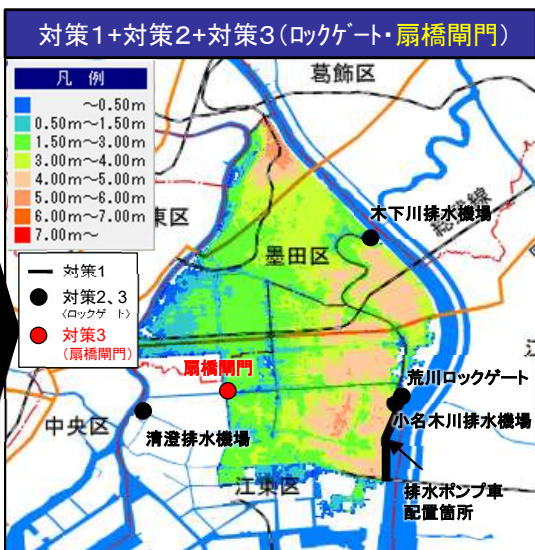 対策1+対策2+対策3(ロックゲート・扇橋閘門)
凡 例
～0.50m
0.50m～1.50m
1.50m～3.00m
3.00m～4.00m
4.00m～5.00m
5.00m～6.00m
6.00m～7.00m
7.00m～
対策1
対策2、3
(ロックゲート)
対策3
(扇橋閘門)
葛飾区
東区
木下川排水機場
総武線
墨田区
扇橋閘門
荒川ロックゲート
小名木川排水機場
中央区
清澄排水機場
江東区
排水ポンプ車
配置箇所